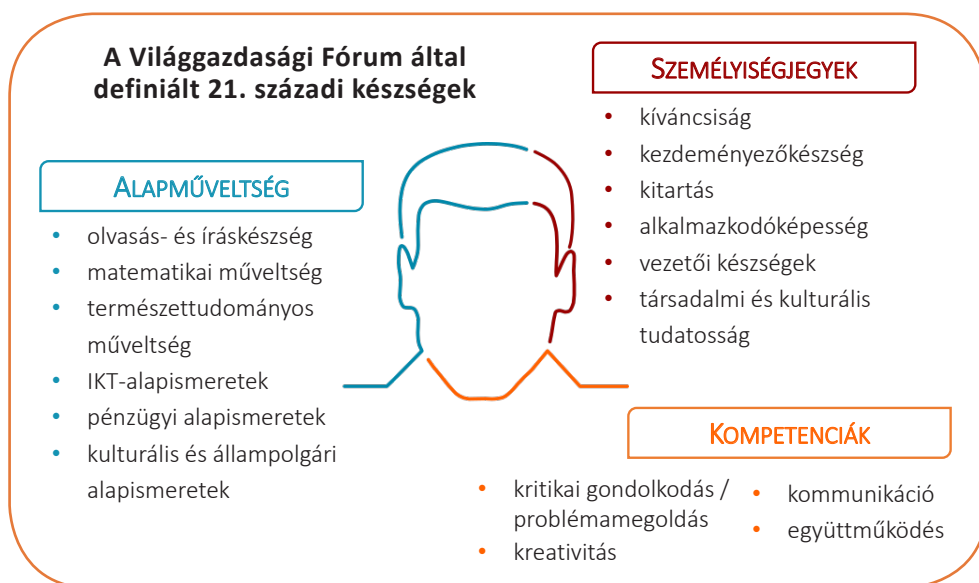 A Világgazdasági Fórum által
definiált 21. századi készségek
ALAPMŰVELTSÉG
• olvasás- és íráskészség
• matematikai műveltség
• természettudományos
műveltség
• IKT-alapismeretek
• pénzügyi alapismeretek
• kulturális és állampolgári
alapismeretek
SZEMÉLYISÉGJEGYEK
• kíváncsiság
• kezdeményezőkészség
• kitartás
• alkalmazkodóképesség
• vezetői készségek
• társadalmi és kulturális
tudatosság
KOMPETENCIÁK
• kritikai gondolkodás /
problémamegoldás
• kreativitás
• kommunikáció
• együttműködés